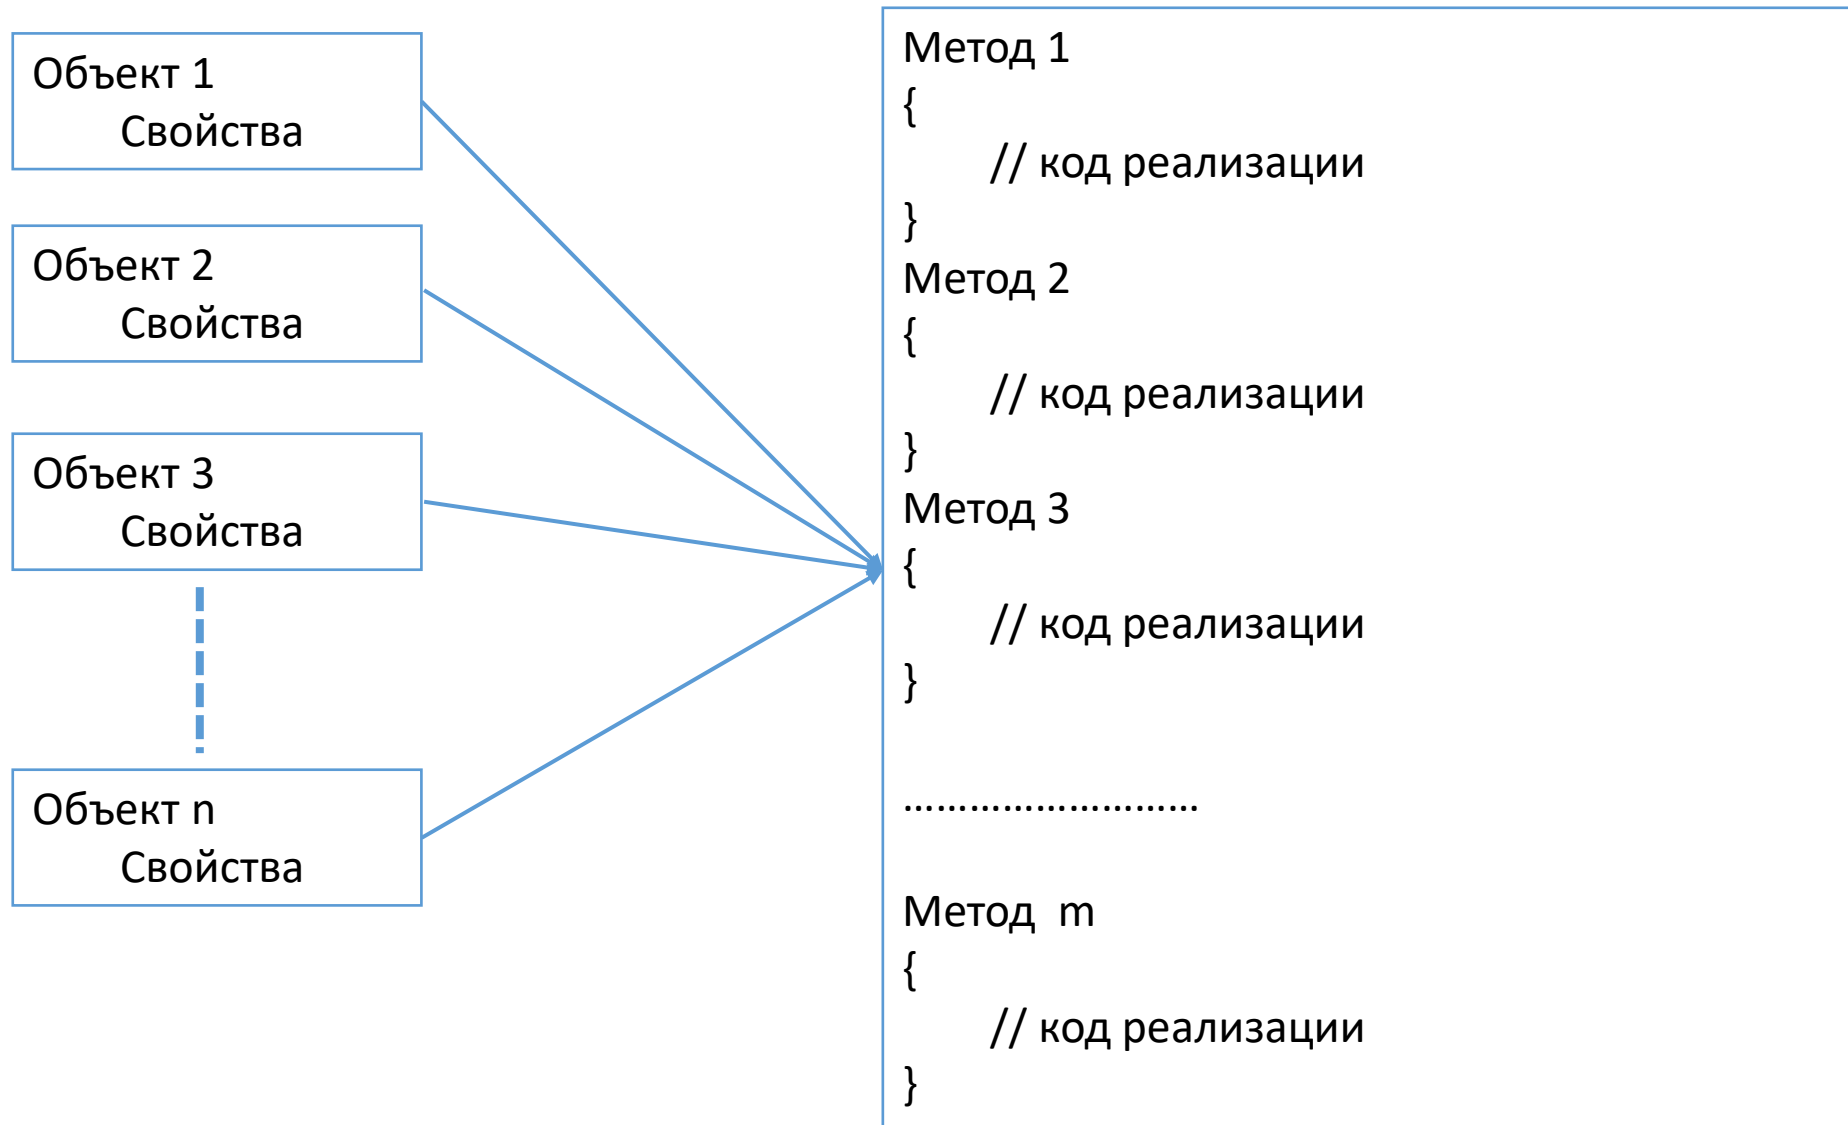 Объект 1
Свойства
Объект 2
Свойства
Объект 3
Свойства
Объект n
Свойства
Метод 1
{
// код реализации
}
Метод 2
{
// код реализации
}
Метод 3
{
// код реализации
}
………………………
Метод  m
{
// код реализации
}